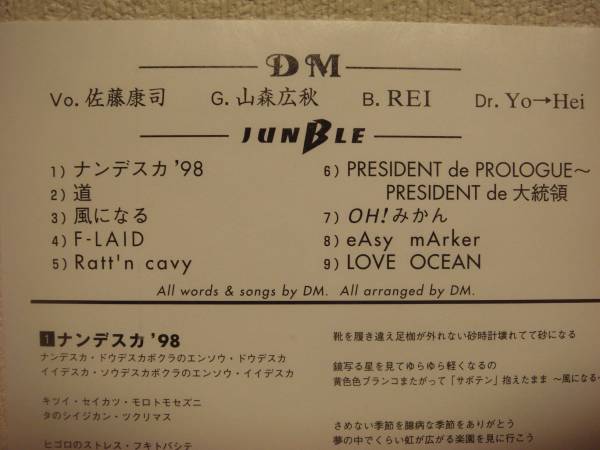 DM
Vo. 佐藤康司 G. 山森広秋 B. REI Dr. Yo→Hei
JUNBLE
1) ナンデスカ '98
2) 道
3) 風になる
4) F-LAID
5) Ratt'n cavy
6) PRESIDENT de PROLOGUE〜
PRESIDENT de 大統領
7) OH! みかん
8) eAsy mArker
9) LOVE OCEAN
All words & songs by DM. All arranged by DM.
1 ナンデスカ '98
ナンデスカ・ドウデスカボクラのエンソウ・ドウデスカ
イイデスカ・ソウデスカボクラのエンソウ・イイデスカ
キツイ・セイカツ・モロトモセズニ
タのシイジカン・ツクリマス
ヒゴロのストレス・フキトバシテ
靴を履き違え足枷が外れない砂時計壊れてて砂になる
鏡写る星を見てゆらゆら軽くなるの
黄色色ブランコまたがって「サボテン」抱えたまま 〜風になる〜
さめない季節を臆病な季節をありがとう
夢の中でくらい虹が広がる楽園を見に行こう